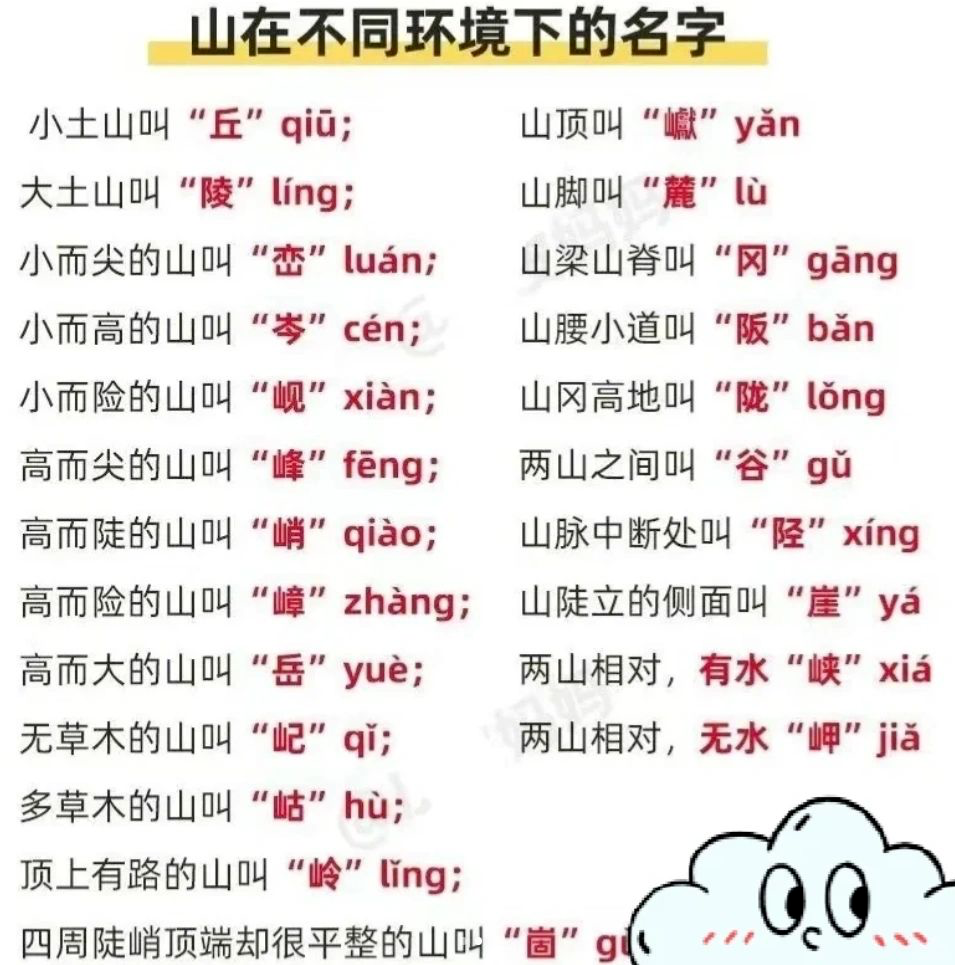 山在不同环境下的名字
小土山叫“丘”qiū；
大土山叫“陵”líng；
小而尖的山叫“峦”luán；
小而高的山叫“岑”cén；
小而险的山叫“岘”xiàn；
高而尖的山叫“峰”fēng；
高而陡的山叫“峭”qiào；
高而险的山叫“嶂”zhàng；
高而大的山叫“岳”yuè；
无草木的山叫“屺”qǐ；
多草木的山叫“岵”hù；
顶上有路的山叫“岭”lǐng；
四周陡峭顶端却很平整的山叫“崮”
山顶叫“巘”yǎn
山脚叫“麓”lù
山梁山脊叫“冈”gāng
山腰小道叫“阪”bǎn
山冈高地叫“陇”lǒng
两山之间叫“谷”gǔ
山脉中断处叫“陉”xíng
山陡立的侧面叫“崖”yá
两山相对，有水“峡”xiá
两山相对，无水“岬”jiǎ